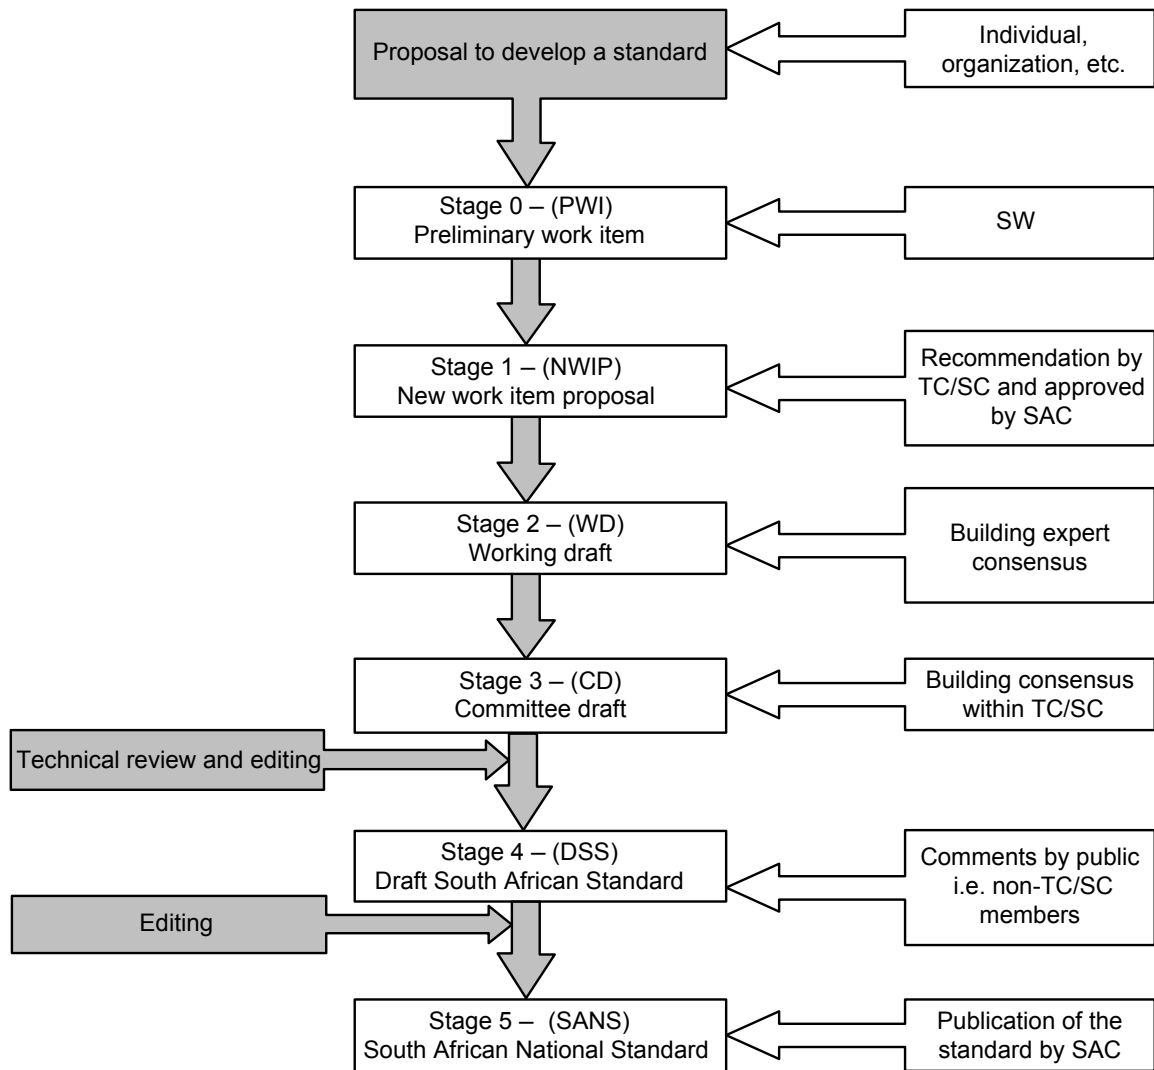 Proposal to develop a standard
Individual,
organization, etc.
Stage 0 – (PWI)
Preliminary work item
SW
Stage 1 – (NWIP)
New work item proposal
Recommendation by
TC/SC and approved
by SAC
Stage 2 – (WD)
Working draft
Building expert
consensus
Stage 3 – (CD)
Committee draft
Building consensus
within TC/SC
Technical review and editing
Stage 4 – (DSS)
Draft South African Standard
Comments by public
i.e. non-TC/SC
members
Editing
Stage 5 – (SANS)
South African National Standard
Publication of the
standard by SAC